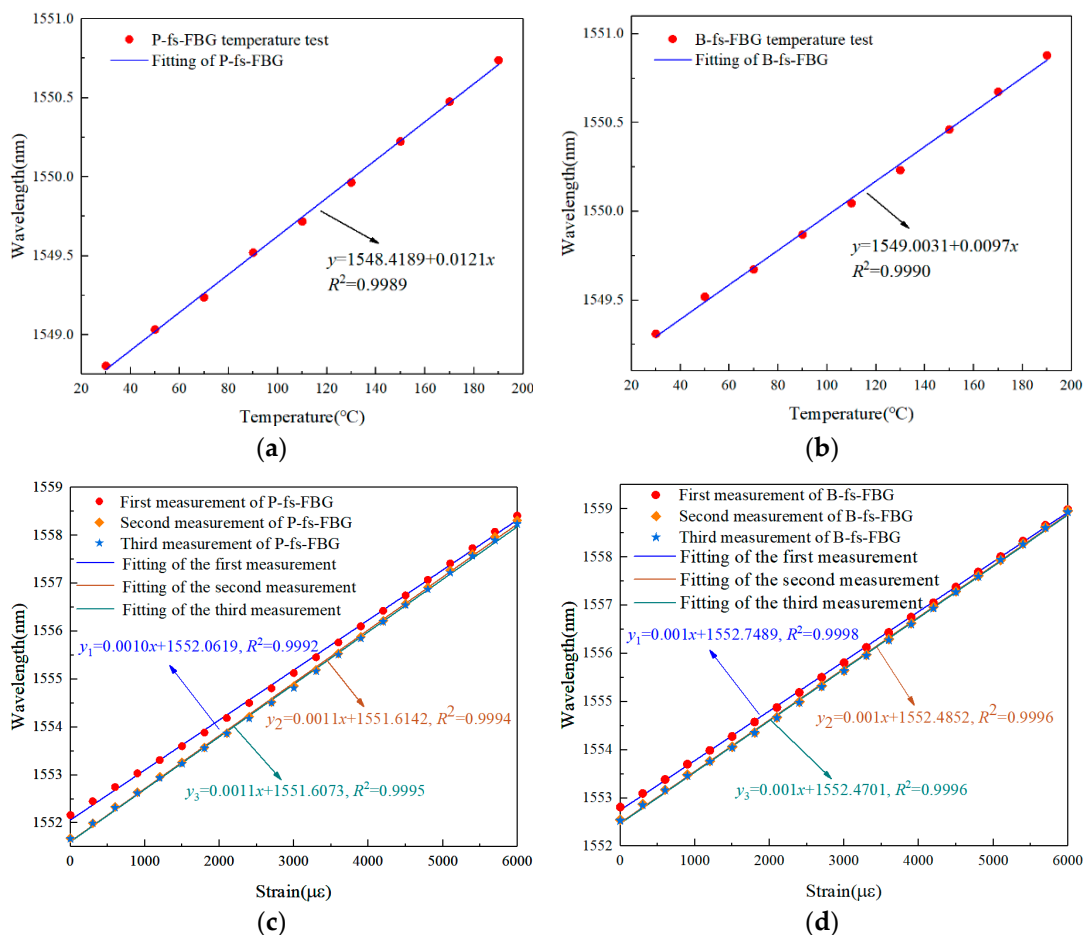 P-fs-FBG temperature test
Fitting of P-fs-FBG
y=1548.4189+0.0121x
R²=0.9989
Wavelength(nm)
1551.0
1550.5
1550.0
1549.5
1549.0
20 40 60 80 100 120 140 160 180 200
Temperature(°C)
(a)
B-fs-FBG temperature test
Fitting of B-fs-FBG
y=1549.0031+0.0097x
R²=0.9990
Wavelength(nm)
1551.0
1550.5
1550.0
1549.5
20 40 60 80 100 120 140 160 180 200
Temperature(°C)
(b)
First measurement of P-fs-FBG
Second measurement of P-fs-FBG
Third measurement of P-fs-FBG
Fitting of the first measurement
Fitting of the second measurement
Fitting of the third measurement
y₁=0.0010x+1552.0619, R²=0.9992
y₂=0.0011x+1551.6142, R²=0.9994
y₃=0.0011x+1551.6073, R²=0.9995
Wavelength(nm)
1559
1558
1557
1556
1555
1554
1553
1552
0 1000 2000 3000 4000 5000 6000
Strain(με)
(c)
First measurement of B-fs-FBG
Second measurement of B-fs-FBG
Third measurement of B-fs-FBG
Fitting of the first measurement
Fitting of the second measurement
Fitting of the third measurement
y₁=0.001x+1552.7489, R²=0.9998
y₂=0.001x+1552.4852, R²=0.9996
y₃=0.001x+1552.4701, R²=0.9996
Wavelength(nm)
1559
1558
1557
1556
1555
1554
1553
1552
0 1000 2000 3000 4000 5000 6000
Strain(με)
(d)